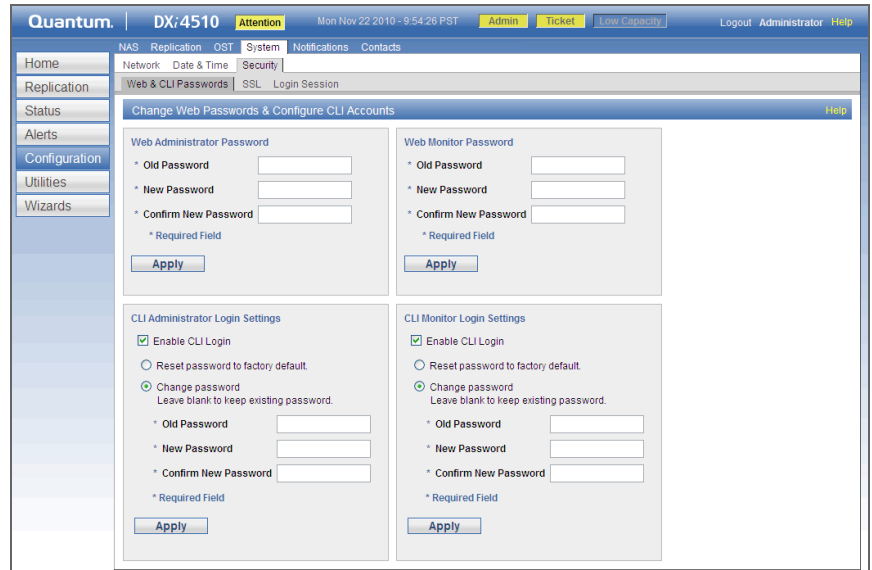 Quantum. DXi4510 Attention Mon Nov 22 2010 - 9:54:26 PST Admin Ticket Low Capacity Logout Administrator Help
NAS Replication OST System Notifications Contacts
Network Date & Time Security
Web & CLI Passwords SSL Login Session
Home
Replication
Status
Alerts
Configuration
Utilities
Wizards
Change Web Passwords & Configure CLI Accounts Help
Web Administrator Password
* Old Password
* New Password
* Confirm New Password
* Required Field
Apply
Web Monitor Password
* Old Password
* New Password
* Confirm New Password
* Required Field
Apply
CLI Administrator Login Settings
Enable CLI Login
Reset password to factory default.
Change password
Leave blank to keep existing password.
* Old Password
* New Password
* Confirm New Password
* Required Field
Apply
CLI Monitor Login Settings
Enable CLI Login
Reset password to factory default.
Change password
Leave blank to keep existing password.
* Old Password
* New Password
* Confirm New Password
* Required Field
Apply